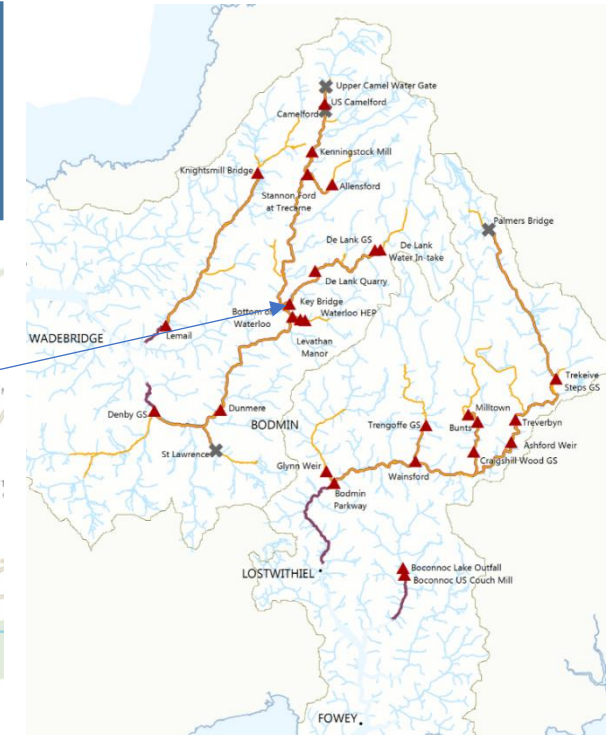 Upper Camel Water Gate
US Camelford
Camelford
Kenningstock Mill
Knightsmill Bridge
Allensford
Stannon Ford
at Trecarne
Palmers Bridge
De Lank GS
De Lank
Water In-take
De Lank Quarry
Key Bridge
Bottom of
Waterloo
Waterloo HEP
WADEBRIDGE
Lemail
Levathan
Manor
Trekeive
Steps GS
Denby GS
Dunmere
Milltown
BODMIN
Trengoffe GS
Bunts
Treverbyn
St Lawrence
Ashford Weir
Glynn Weir
Wainsford
Craigshill Wood GS
Bodmin
Parkway
LOSTWITHIEL
Boconnoc Lake Outfall
Boconnoc US Couch Mill
FOWEY